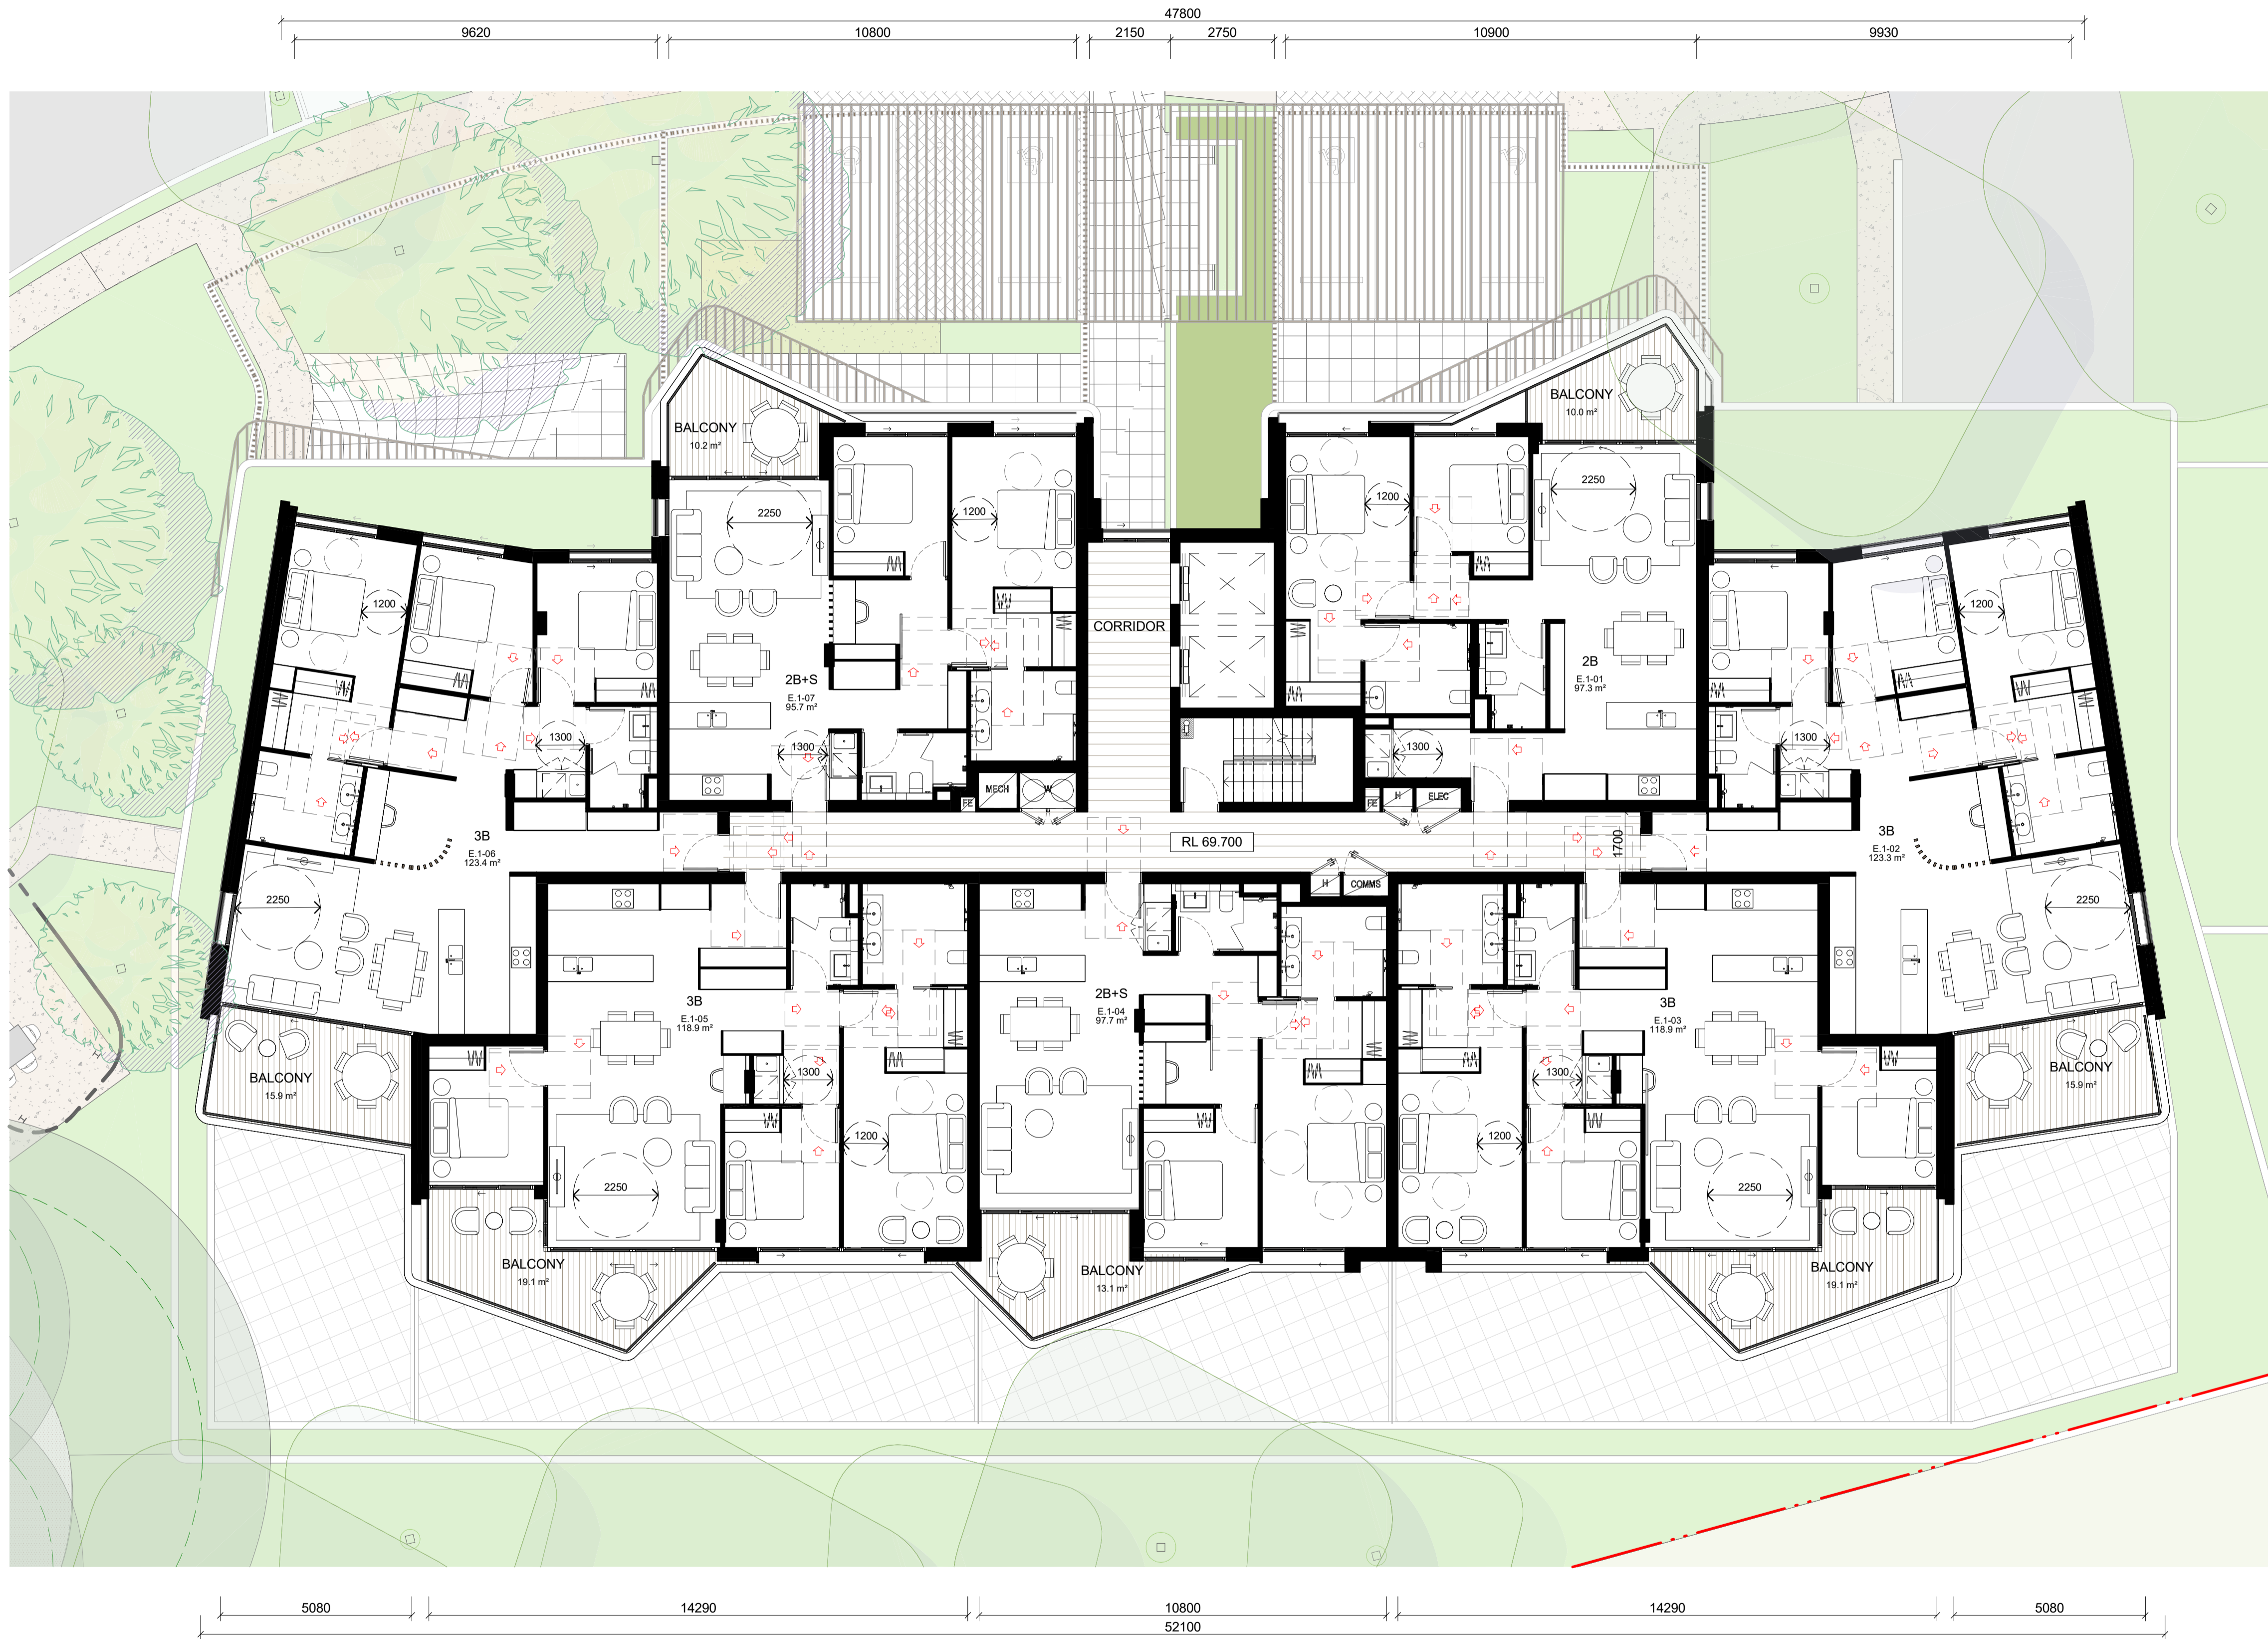 47800
9620
10800
2150
2750
10900
9930
BALCONY
10.2 m²
BALCONY
10.0 m²
2250
1200
1200
2250
1200
1200
CORRIDOR
2B+S
E.1-07
95.7 m²
2B
E.1-01
97.3 m²
1300
1300
1300
1300
MECH
W
FE
FE
H
ELEC
3B
E.1-06
123.4 m²
RL 69.700
1700
3B
E.1-02
123.3 m²
H
COMMS
2250
2250
3B
E.1-05
118.9 m²
2B+S
E.1-04
97.7 m²
3B
E.1-03
118.9 m²
BALCONY
15.9 m²
1300
1300
BALCONY
15.9 m²
1200
1200
2250
2250
BALCONY
19.1 m²
BALCONY
13.1 m²
BALCONY
19.1 m²
H
H
5080
14290
10800
14290
5080
52100